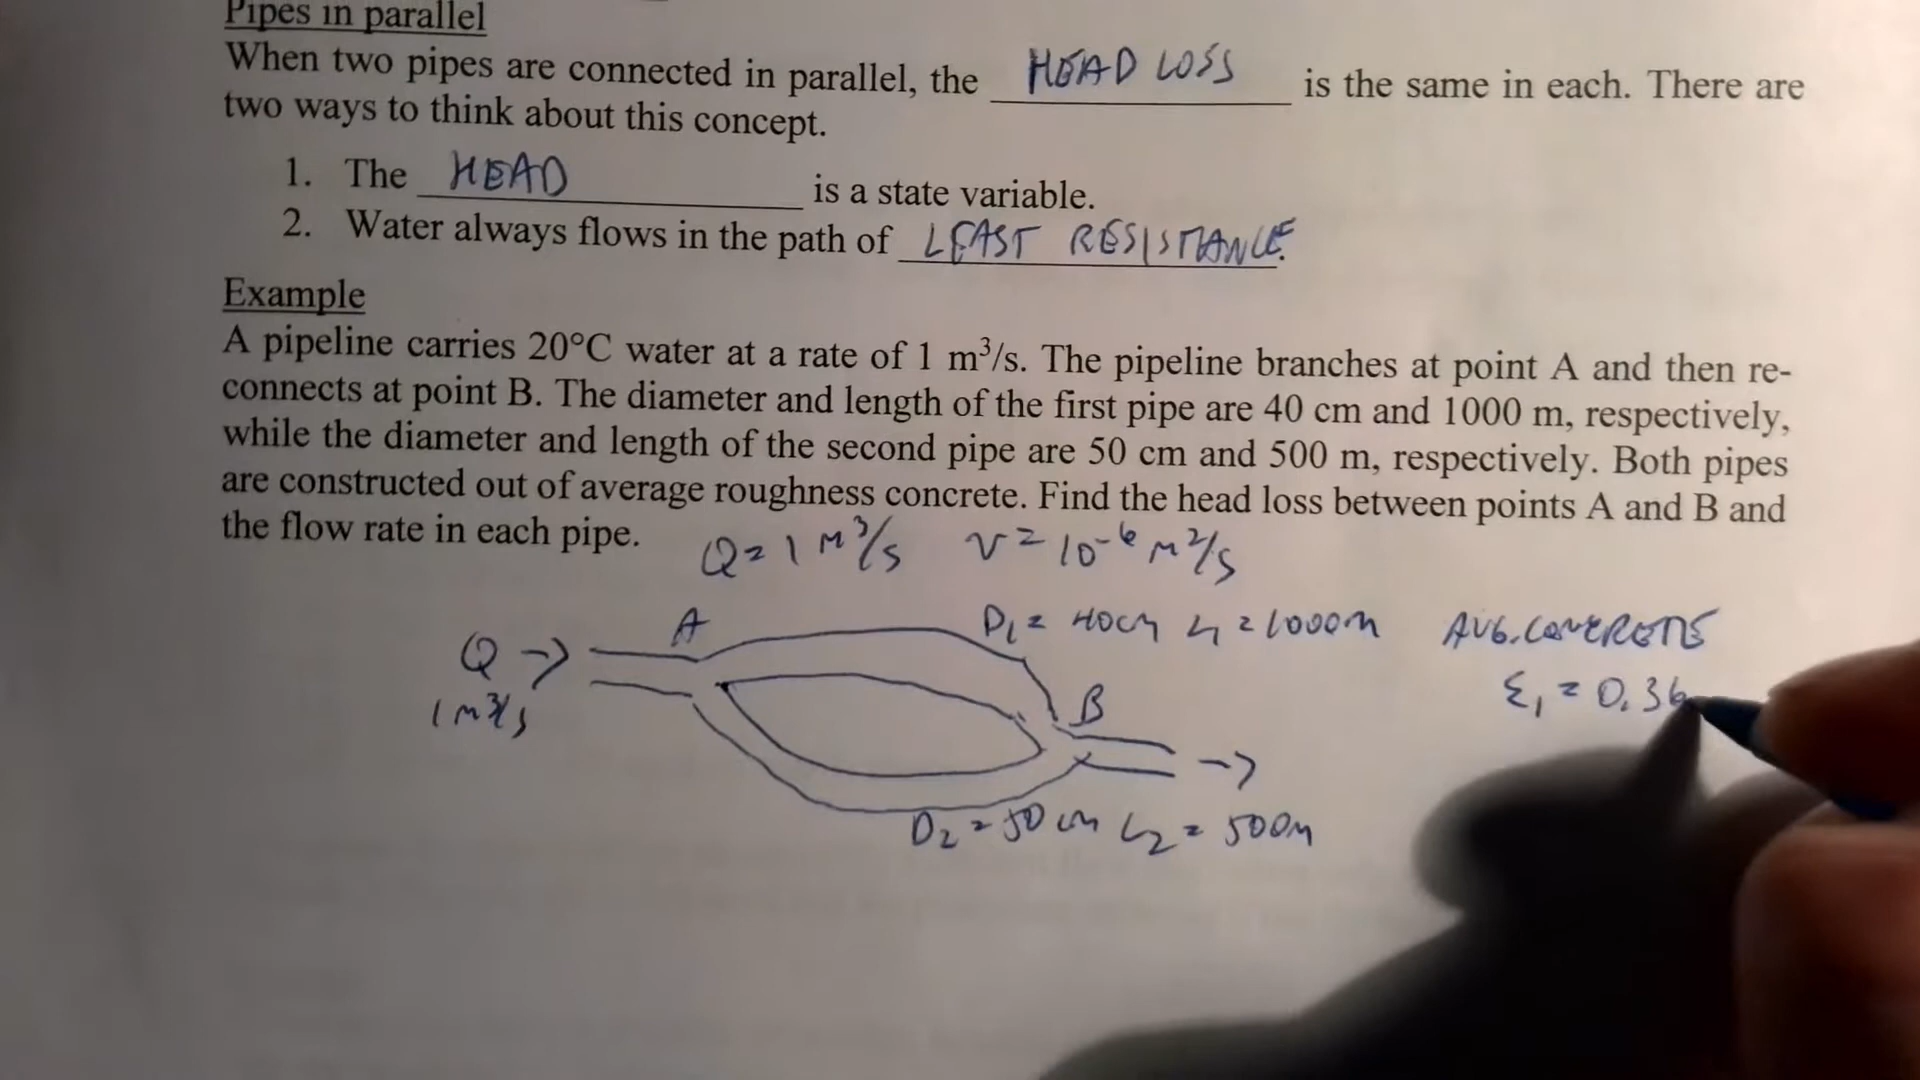 Pipes in parallel
When two pipes are connected in parallel, the HEAD LOSS is the same in each. There are
two ways to think about this concept.
1. The HEAD is a state variable.
2. Water always flows in the path of LEAST RESISTANCE.
Example
A pipeline carries 20°C water at a rate of 1 m³/s. The pipeline branches at point A and then re-
connects at point B. The diameter and length of the first pipe are 40 cm and 1000 m, respectively,
while the diameter and length of the second pipe are 50 cm and 500 m, respectively. Both pipes
are constructed out of average roughness concrete. Find the head loss between points A and B and
the flow rate in each pipe.
Q = 1 m³/s ν = 10⁻⁶ m²/s
A D₁ = 40cm L₁ = 1000m AVG. CONCRETE
Q → B ε₁ = 0.36
1 m³/s
→
D₂ = 50 cm L₂ = 500m